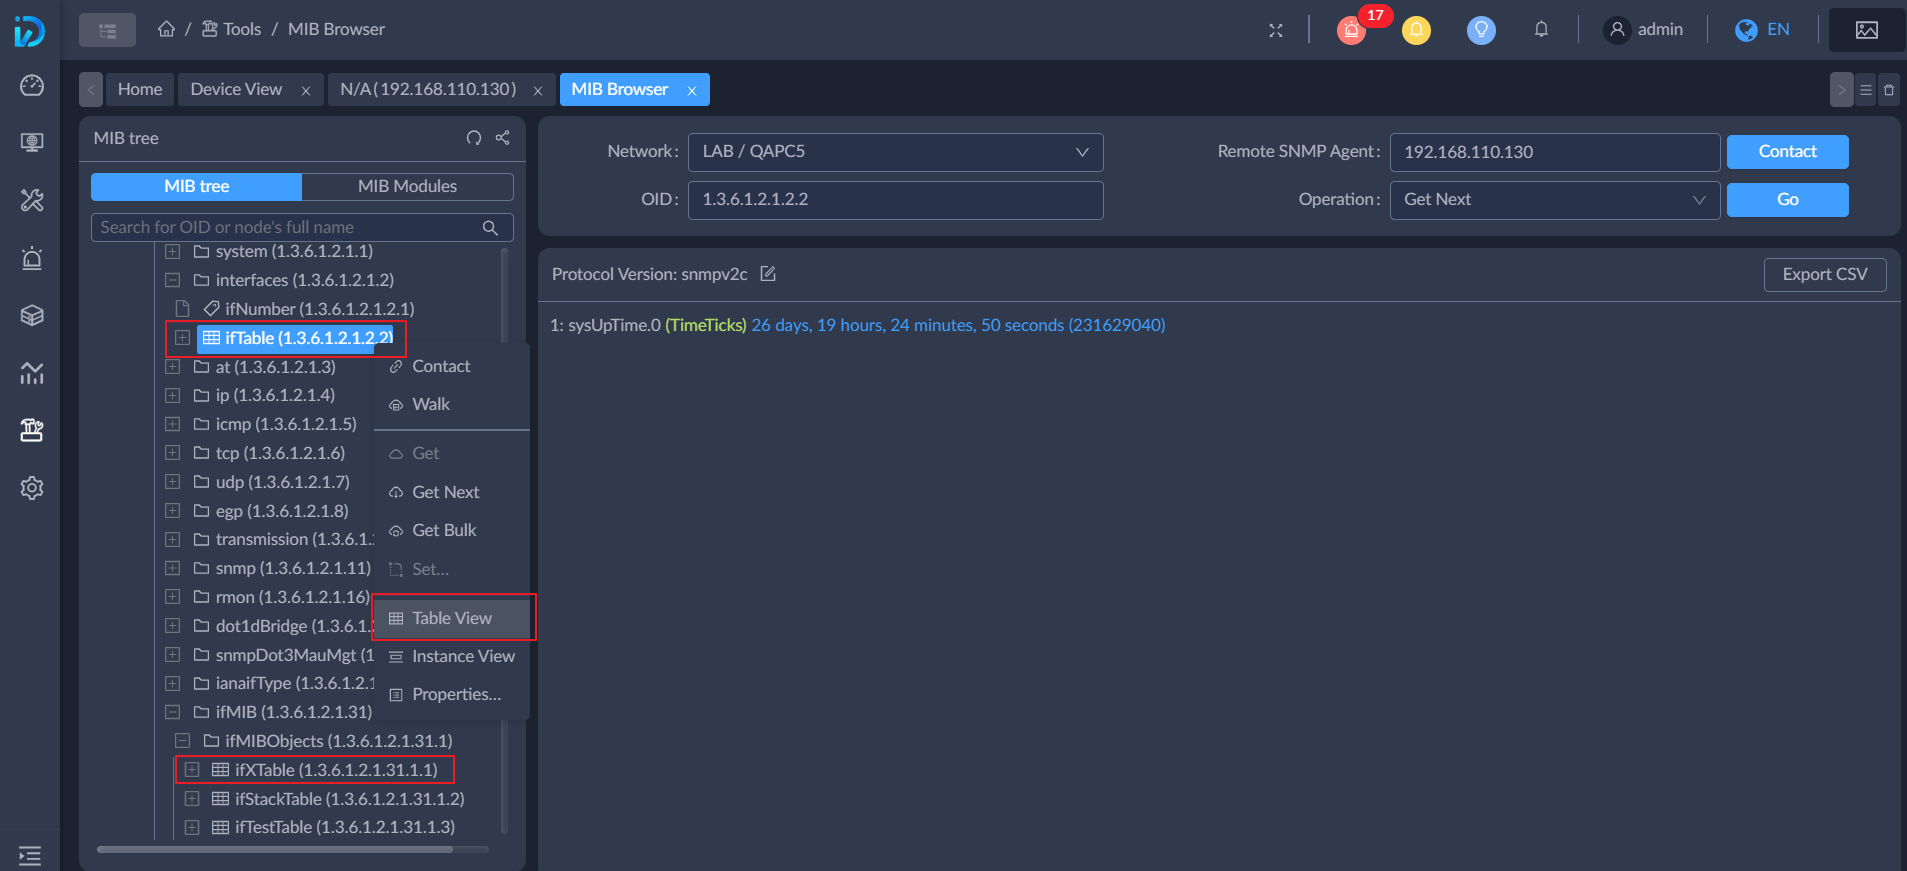 / Tools / MIB Browser
17
admin
EN
Home
Device View
N/A(192.168.110.130)
MIB Browser
MIB tree
MIB tree
MIB Modules
Search for OID or node's full name
system (1.3.6.1.2.1.1)
interfaces (1.3.6.1.2.1.2)
ifNumber (1.3.6.1.2.1.2.1)
ifTable (1.3.6.1.2.1.2.2)
at (1.3.6.1.2.1.3)
ip (1.3.6.1.2.1.4)
icmp (1.3.6.1.2.1.5)
tcp (1.3.6.1.2.1.6)
udp (1.3.6.1.2.1.7)
egp (1.3.6.1.2.1.8)
transmission (1.3.6.1.
snmp (1.3.6.1.2.1.11)
rmon (1.3.6.1.2.1.16)
dot1dBridge (1.3.6.1.
snmpDot3MauMgt (1
ianaifType (1.3.6.1.2.1
ifMIB (1.3.6.1.2.1.31)
ifMIBObjects (1.3.6.1.2.1.31.1)
ifXTable (1.3.6.1.2.1.31.1.1)
ifStackTable (1.3.6.1.2.1.31.1.2)
ifTestTable (1.3.6.1.2.1.31.1.3)
Contact
Walk
Get
Get Next
Get Bulk
Set...
Table View
Instance View
Properties...
Network: LAB / QAPC5
Remote SNMP Agent: 192.168.110.130
Contact
OID: 1.3.6.1.2.1.2.2
Operation: Get Next
Go
Protocol Version: snmpv2c
Export CSV
1: sysUpTime.0 (TimeTicks) 26 days, 19 hours, 24 minutes, 50 seconds (231629040)